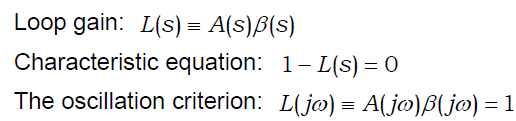 Loop gain: L(s) ≡ A(s)β(s)
Characteristic equation: 1 − L(s) = 0
The oscillation criterion: L(jω) ≡ A(jω)β(jω) = 1